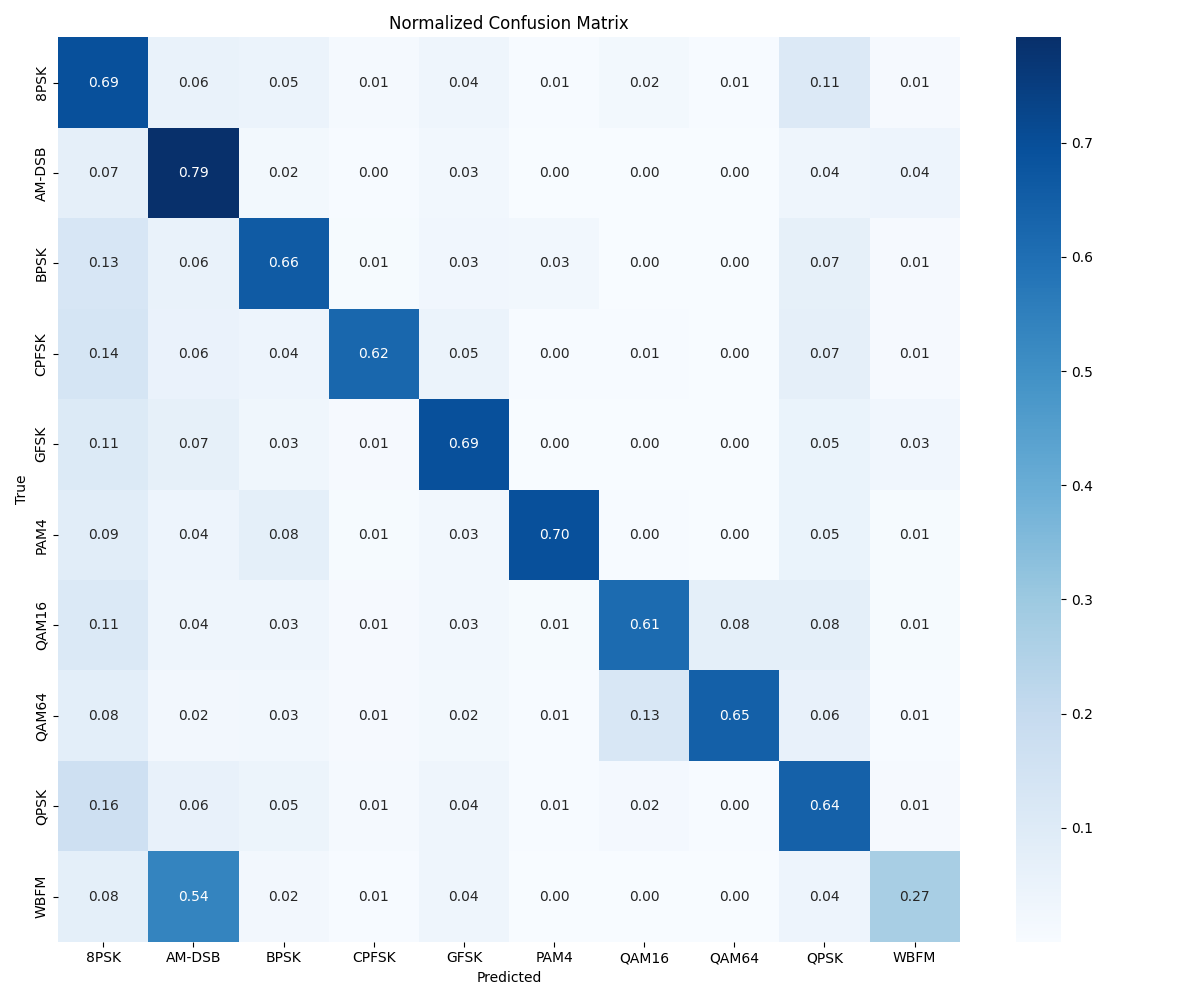 Normalized Confusion Matrix
True
8PSK 0.69 0.06 0.05 0.01 0.04 0.01 0.02 0.01 0.11 0.01
AM-DSB 0.07 0.79 0.02 0.00 0.03 0.00 0.00 0.00 0.04 0.04
BPSK 0.13 0.06 0.66 0.01 0.03 0.03 0.00 0.00 0.07 0.01
CPFSK 0.14 0.06 0.04 0.62 0.05 0.00 0.01 0.00 0.07 0.01
GFSK 0.11 0.07 0.03 0.01 0.69 0.00 0.00 0.00 0.05 0.03
PAM4 0.09 0.04 0.08 0.01 0.03 0.70 0.00 0.00 0.05 0.01
QAM16 0.11 0.04 0.03 0.01 0.03 0.01 0.61 0.08 0.08 0.01
QAM64 0.08 0.02 0.03 0.01 0.02 0.01 0.13 0.65 0.06 0.01
QPSK 0.16 0.06 0.05 0.01 0.04 0.01 0.02 0.00 0.64 0.01
WBFM 0.08 0.54 0.02 0.01 0.04 0.00 0.00 0.00 0.04 0.27
8PSK AM-DSB BPSK CPFSK GFSK PAM4 QAM16 QAM64 QPSK WBFM
Predicted
0.7
0.6
0.5
0.4
0.3
0.2
0.1